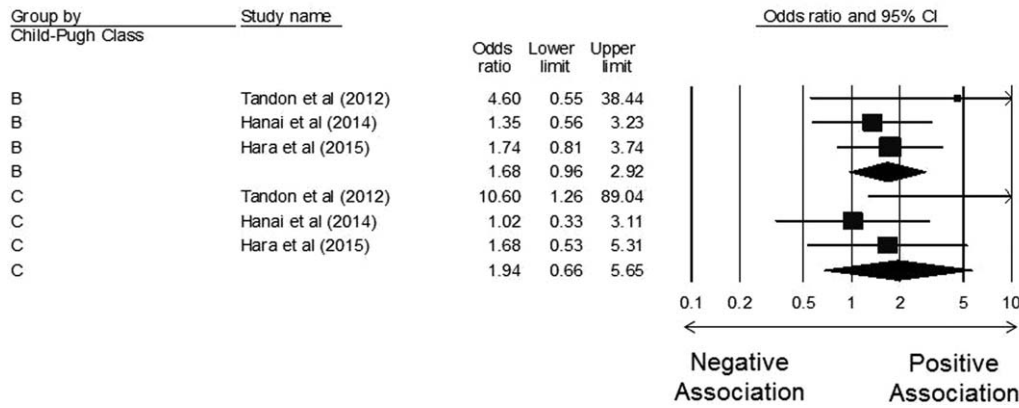 Group by Study name Odds ratio and 95% CI
Child-Pugh Class
Odds Lower Upper
ratio limit limit
B Tandon et al (2012) 4.60 0.55 38.44
B Hanai et al (2014) 1.35 0.56 3.23
B Hara et al (2015) 1.74 0.81 3.74
B 1.68 0.96 2.92
C Tandon et al (2012) 10.60 1.26 89.04
C Hanai et al (2014) 1.02 0.33 3.11
C Hara et al (2015) 1.68 0.53 5.31
C 1.94 0.66 5.65
0.1 0.2 0.5 1 2 5 10
Negative Positive
Association Association